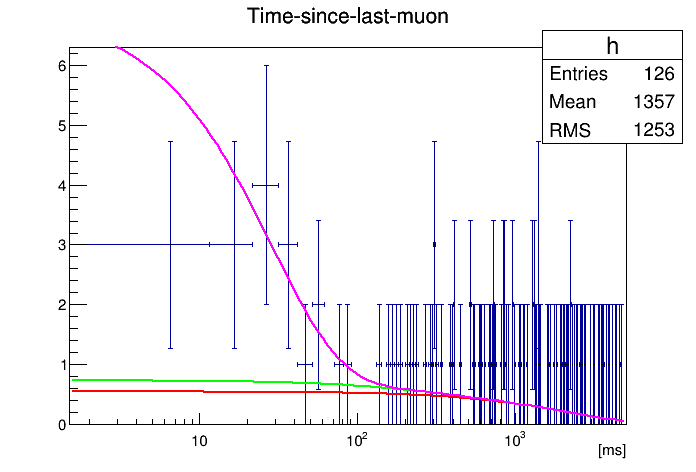 Time-since-last-muon
h
Entries 126
Mean 1357
RMS 1253
6
5
4
3
2
1
0
10 10² 10³
[ms]